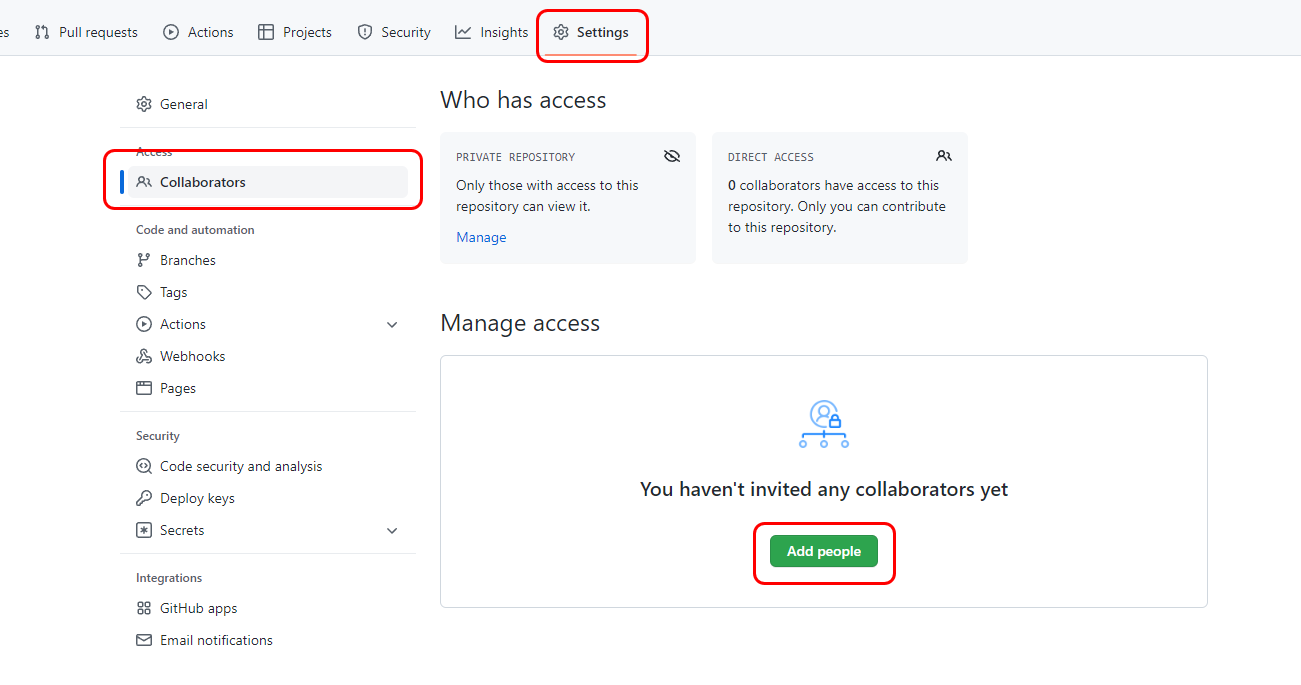 es Pull requests Actions Projects Security Insights Settings
General
Access
Collaborators
Code and automation
Branches
Tags
Actions
Webhooks
Pages
Security
Code security and analysis
Deploy keys
Secrets
Integrations
GitHub apps
Email notifications
Who has access
PRIVATE REPOSITORY
Only those with access to this
repository can view it.
Manage
DIRECT ACCESS
0 collaborators have access to this
repository. Only you can contribute
to this repository.
Manage access
You haven't invited any collaborators yet
Add people